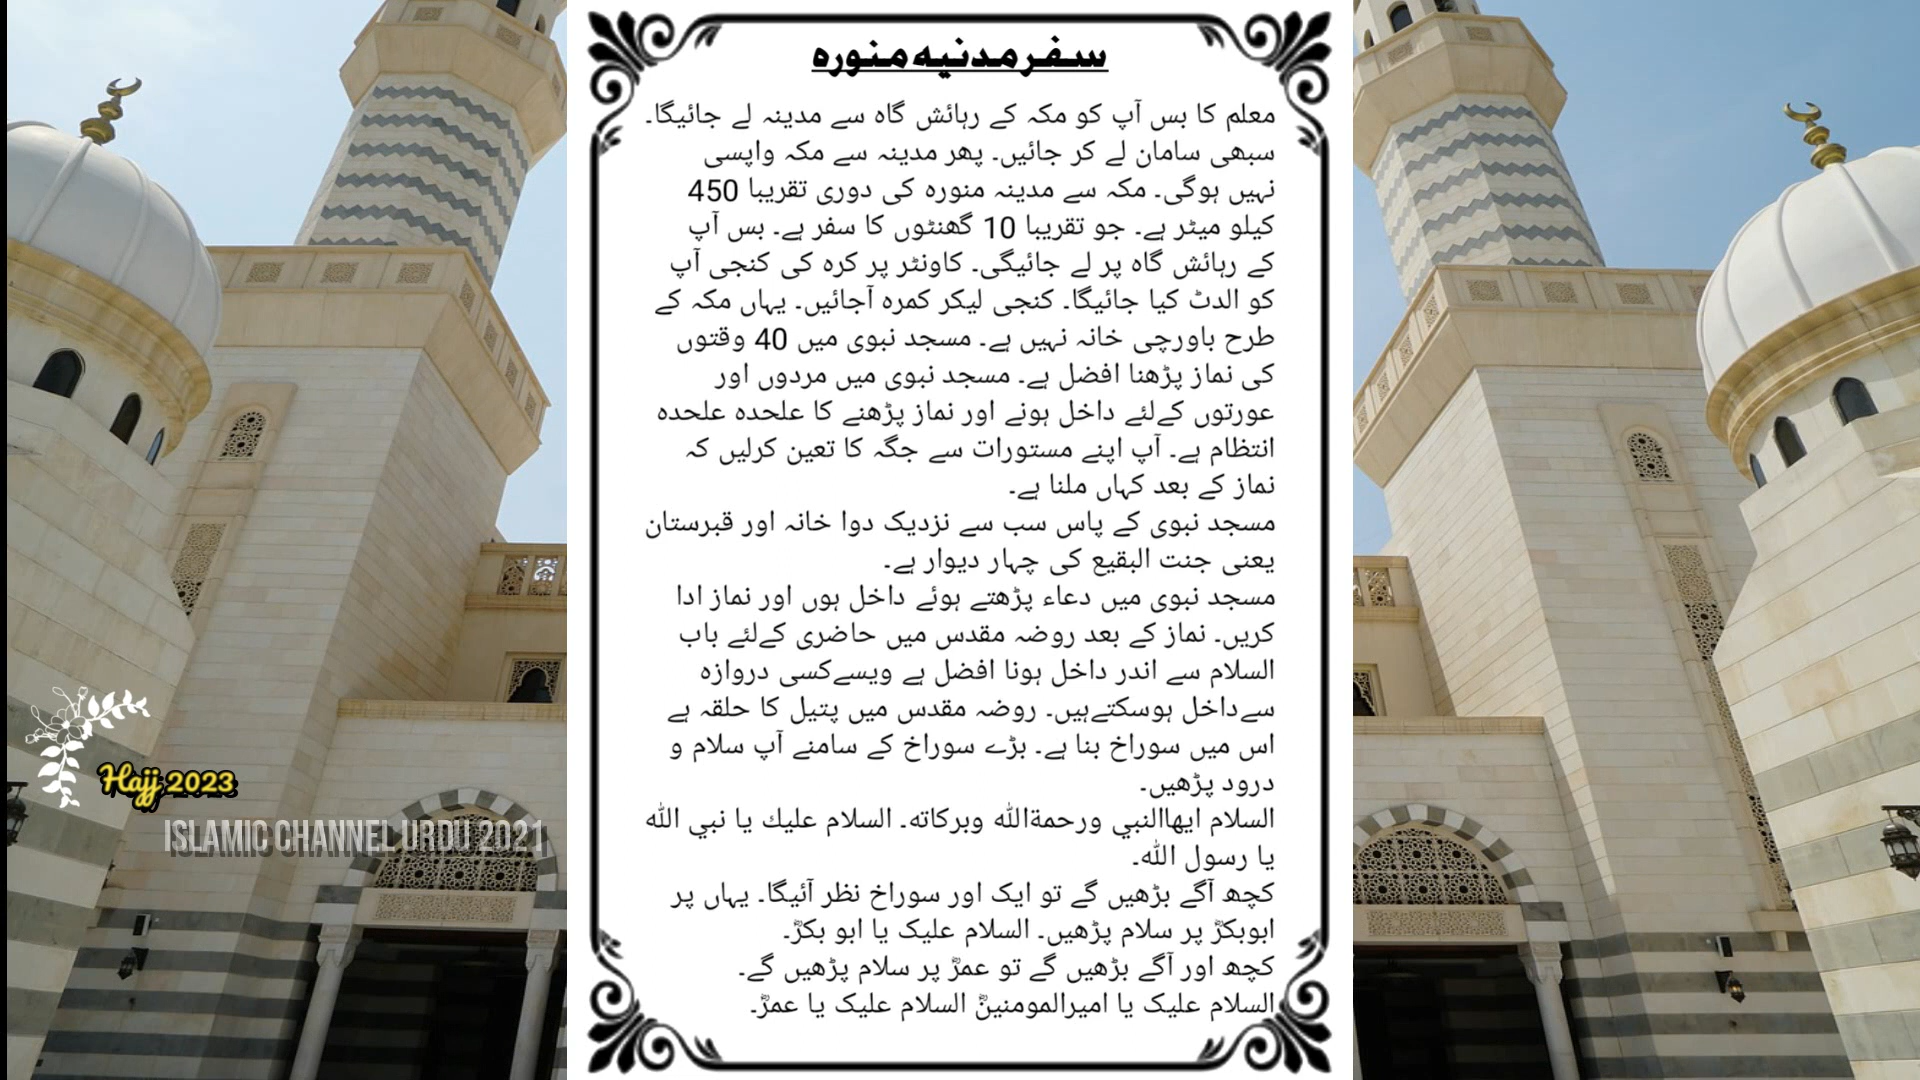 سفر مدنیه منوره
معلم کا بس آپ کو مکہ کے رہائش گاہ سے مدینہ لے جائیگا۔
سبھی سامان لے کر جائیں۔ پھر مدینہ سے مکہ واپسی
نہیں ہوگی۔ مکہ سے مدینہ منورہ کی دوری تقریبا 450
کیلو میٹر ہے۔ جو تقریبا 10 گھنٹوں کا سفر ہے۔ بس آپ
کے رہائش گاہ پر لے جائیگی۔ کاونٹر پر کرہ کی کنجی آپ
کو الدٹ کیا جائیگا۔ کنجی لیکر کمرہ آجائیں۔ یہاں مکہ کے
طرح باورچی خانہ نہیں ہے۔ مسجد نبوی میں 40 وقتوں
کی نماز پڑھنا افضل ہے۔ مسجد نبوی میں مردوں اور
عورتوں کےلئے داخل ہونے اور نماز پڑھنے کا علحدہ علحدہ
انتظام ہے۔ آپ اپنے مستورات سے جگہ کا تعین کرلیں کہ
نماز کے بعد کہاں ملنا ہے۔
مسجد نبوی کے پاس سب سے نزدیک دوا خانہ اور قبرستان
یعنی جنت البقیع کی چہار دیوار ہے۔
مسجد نبوی میں دعاء پڑھتے ہوئے داخل ہوں اور نماز ادا
کریں۔ نماز کے بعد روضہ مقدس میں حاضری کےلئے باب
السلام سے اندر داخل ہونا افضل ہے ویسےکسی دروازہ
سےداخل ہوسکتےہیں۔ روضہ مقدس میں پتیل کا حلقہ ہے
اس میں سوراخ بنا ہے۔ بڑے سوراخ کے سامنے آپ سلام و
درود پڑھیں۔
السلام ايهاالنبي ورحمةالله وبركاته۔ السلام عليك يا نبي الله
يا رسول الله۔
کچھ آگے بڑھیں گے تو ایک اور سوراخ نظر آئیگا۔ یہاں پر
ابوبکرؓ پر سلام پڑھیں۔ السلام علیک یا ابو بکرؓ۔
کچھ اور آگے بڑھیں گے تو عمرؓ پر سلام پڑھیں گے۔
السلام علیک یا امیرالمومنینؓ السلام علیک یا عمرؓ۔
Hajj 2023
ISLAMIC CHANNEL URDU 2021